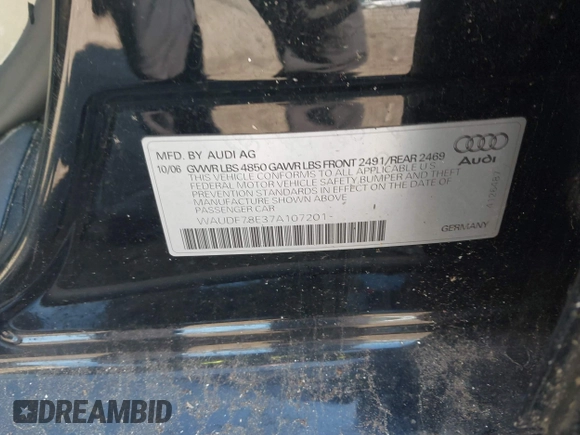 MFD. BY AUDI AG
10/06 GVWR LBS 4850 GAWR LBS FRONT 2491/REAR 2469
THIS VEHICLE CONFORMS TO ALL APPLICABLE U.S.
FEDERAL MOTOR VEHICLE SAFETY,BUMPER AND THEFT
PREVENTION STANDARDS IN EFFECT ON THE DATE OF
MANUFACTURE SHOWN ABOVE
PASSENGER CAR
-WAUDF78E37A107201-
Audi
GERMANY
DREAMBID